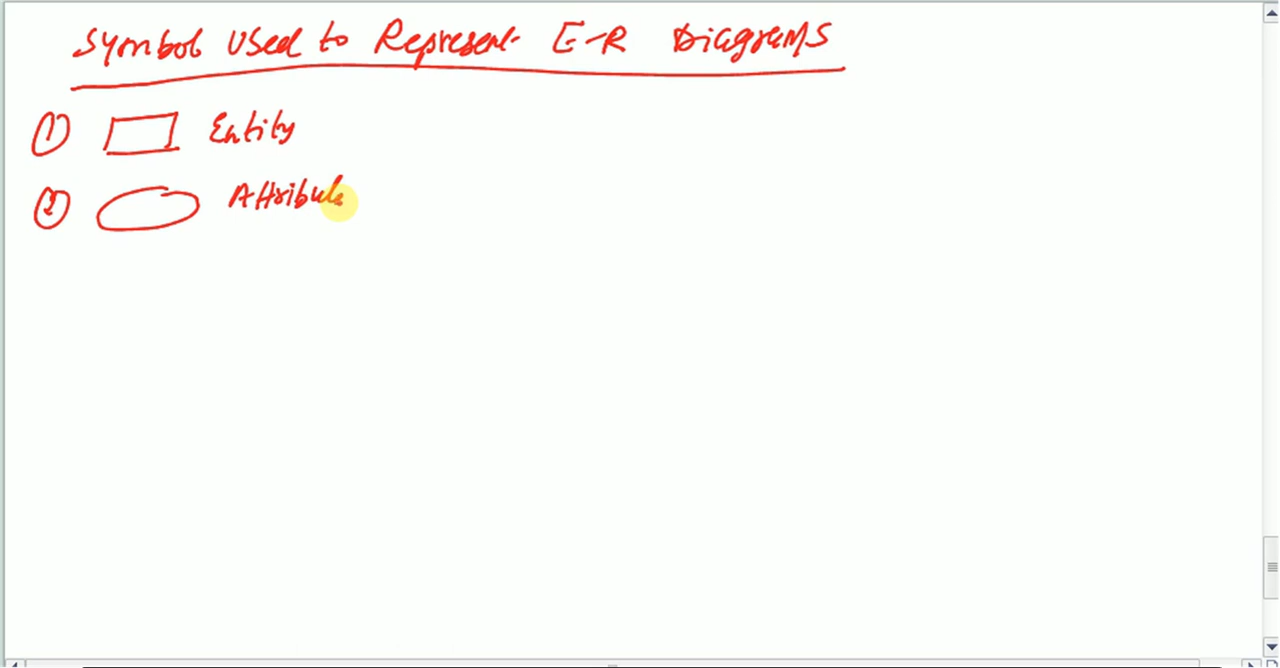 Symbol Used to Represent E-R Diagrams
① Entity
② Attribute